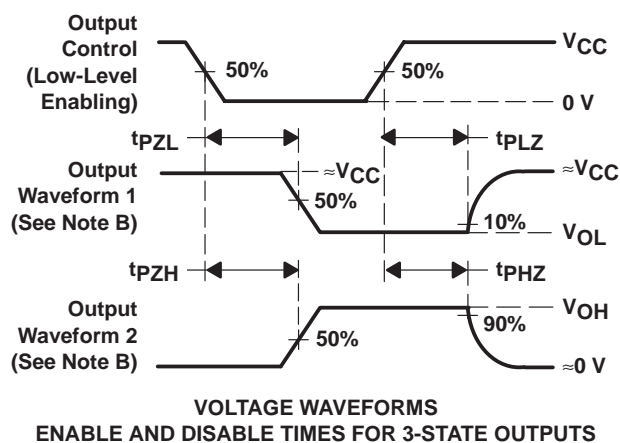 Output
Control
(Low-Level
Enabling)
50%
50%
VCC
0 V
tPZL
tPLZ
Output
Waveform 1
(See Note B)
≈VCC
50%
≈VCC
10%
VOL
tPZH
tPHZ
Output
Waveform 2
(See Note B)
50%
VOH
90%
≈0 V
VOLTAGE WAVEFORMS
ENABLE AND DISABLE TIMES FOR 3-STATE OUTPUTS